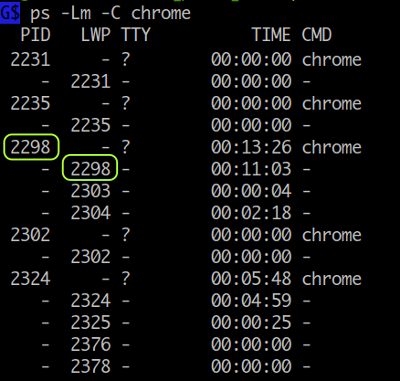 G$ ps -Lm -C chrome
PID LWP TTY TIME CMD
2231 - ? 00:00:00 chrome
- 2231 - 00:00:00 -
2235 - ? 00:00:00 chrome
- 2235 - 00:00:00 -
2298 - ? 00:13:26 chrome
- 2298 - 00:11:03 -
- 2303 - 00:00:04 -
- 2304 - 00:02:18 -
2302 - ? 00:00:00 chrome
- 2302 - 00:00:00 -
2324 - ? 00:05:48 chrome
- 2324 - 00:04:59 -
- 2325 - 00:00:25 -
- 2376 - 00:00:00 -
- 2378 - 00:00:00 -